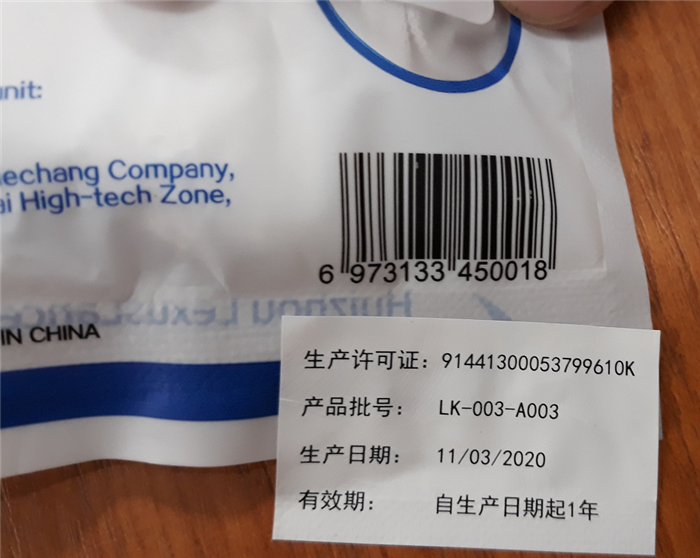 unit:
echang Company,
ai High-tech Zone,
6 973133 450018
Huizhou Lexuslance
IN CHINA
生产许可证：91441300053799610K
产品批号： LK-003-A003
生产日期： 11/03/2020
有效期： 自生产日期起1年